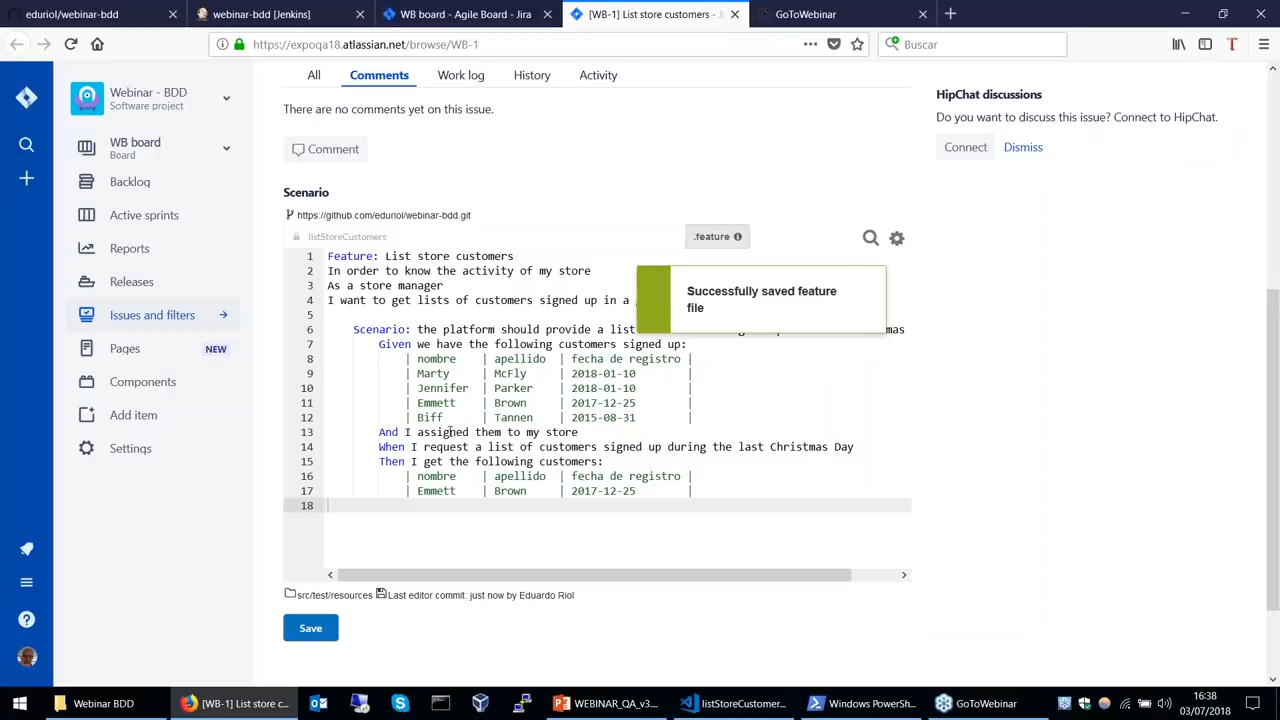 eduriol/webinar-bdd
webinar-bdd [Jenkins]
WB board - Agile Board - Jira
[WB-1] List store customers - Ji
GoToWebinar
https://expoqa18.atlassian.net/browse/WB-1
Buscar
Webinar - BDD
Software project
WB board
Board
Backlog
Active sprints
Reports
Releases
Issues and filters
Pages
NEW
Components
Add item
Settings
All
Comments
Work log
History
Activity
There are no comments yet on this issue.
Comment
HipChat discussions
Do you want to discuss this issue? Connect to HipChat.
Connect
Dismiss
Scenario
https://github.com/eduriol/webinar-bdd.git
listStoreCustomers
.feature
1 Feature: List store customers
2 In order to know the activity of my store
3 As a store manager
4 I want to get lists of customers signed up in a
5
6 Scenario: the platform should provide a list
7 Given we have the following customers signed up:
8 | nombre | apellido | fecha de registro |
9 | Marty | McFly | 2018-01-10 |
10 | Jennifer | Parker | 2018-01-10 |
11 | Emmett | Brown | 2017-12-25 |
12 | Biff | Tannen | 2015-08-31 |
13 And I assigned them to my store
14 When I request a list of customers signed up during the last Christmas Day
15 Then I get the following customers:
16 | nombre | apellido | fecha de registro |
17 | Emmett | Brown | 2017-12-25 |
18
Successfully saved feature
file
src/test/resources Last editor commit: just now by Eduardo Riol
Save
Webinar BDD
[WB-1] List store c...
WEBINAR_QA_v3....
listStoreCustomer...
Windows PowerSh...
GoToWebinar
16:38
03/07/2018